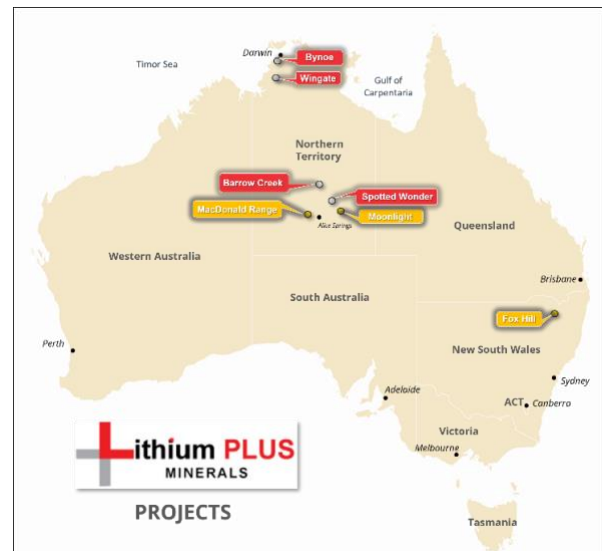 Darwin
Bynoe
Timor Sea
Wingate
Gulf of
Carpentaria
Northern
Territory
Barrow Creek
Spotted Wonder
MacDonald Range
Moonlight
Alice Springs
Queensland
Western Australia
Brisbane
South Australia
Fox Hill
Perth
New South Wales
Sydney
Adelaide
ACT
Canberra
Victoria
Melbourne
Lithium PLUS
MINERALS
PROJECTS
Tasmania